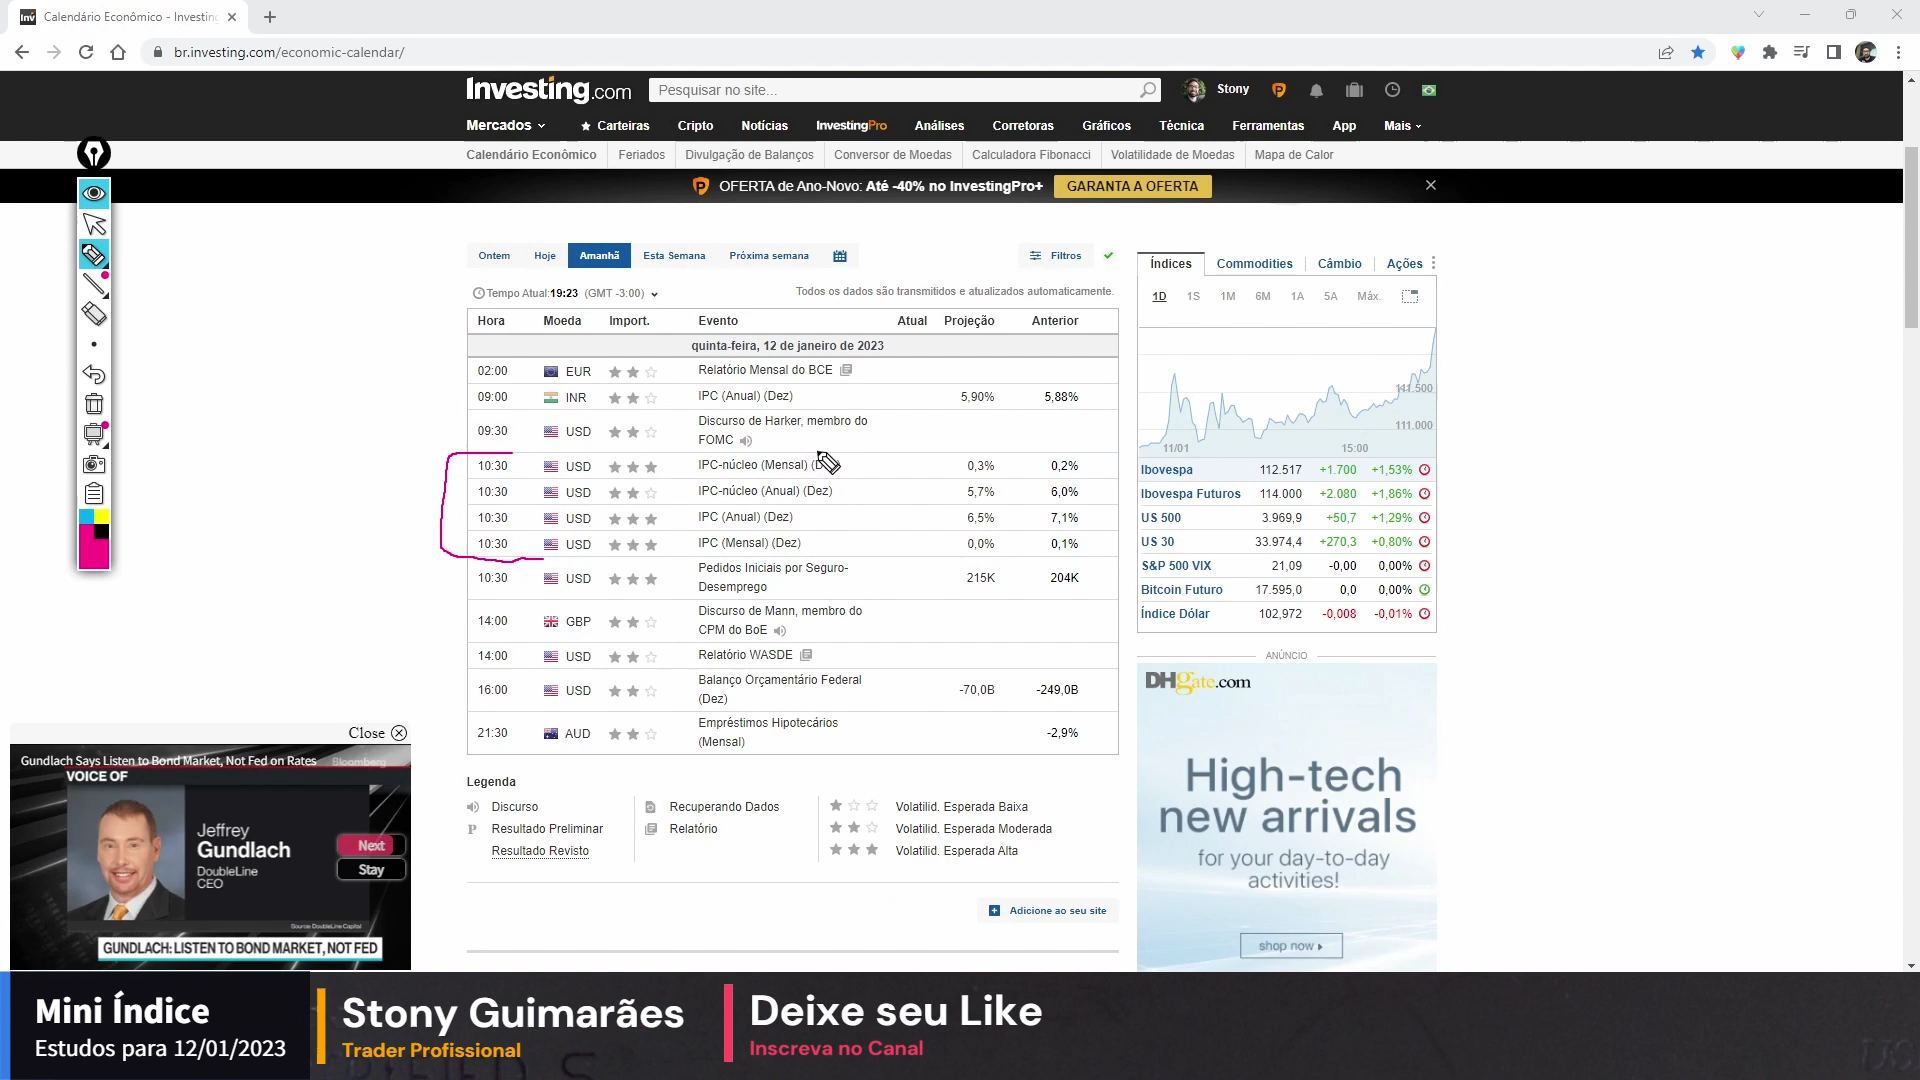 Calendário Econômico - Investin
br.investing.com/economic-calendar/
Investing.com
Pesquisar no site...
Stony
Mercados
Carteiras
Cripto
Notícias
InvestingPro
Análises
Corretoras
Gráficos
Técnica
Ferramentas
App
Mais
Calendário Econômico
Feriados
Divulgação de Balanços
Conversor de Moedas
Calculadora Fibonacci
Volatilidade de Moedas
Mapa de Calor
OFERTA de Ano-Novo: Até -40% no InvestingPro+
GARANTA A OFERTA
Ontem
Hoje
Amanhã
Esta Semana
Próxima semana
Filtros
Tempo Atual:19:23 (GMT -3:00)
Todos os dados são transmitidos e atualizados automaticamente.
Hora Moeda Import. Evento Atual Projeção Anterior
quinta-feira, 12 de janeiro de 2023
02:00 EUR Relatório Mensal do BCE
09:00 INR IPC (Anual) (Dez) 5,90% 5,88%
09:30 USD Discurso de Harker, membro do
FOMC
10:30 USD IPC-núcleo (Mensal) 0,3% 0,2%
10:30 USD IPC-núcleo (Anual) (Dez) 5,7% 6,0%
10:30 USD IPC (Anual) (Dez) 6,5% 7,1%
10:30 USD IPC (Mensal) (Dez) 0,0% 0,1%
10:30 USD Pedidos Iniciais por Seguro-
Desemprego 215K 204K
14:00 GBP Discurso de Mann, membro do
CPM do BoE
14:00 USD Relatório WASDE
16:00 USD Balanço Orçamentário Federal
(Dez) -70,0B -249,0B
21:30 AUD Empréstimos Hipotecários
(Mensal) -2,9%
Legenda
Discurso
P Resultado Preliminar
Resultado Revisto
Recuperando Dados
Relatório
Volatilid. Esperada Baixa
Volatilid. Esperada Moderada
Volatilid. Esperada Alta
Adicione ao seu site
Índices
Commodities
Câmbio
Ações
1D 1S 1M 6M 1A 5A Máx.
111.500
111.000
11/01 15:00
Ibovespa 112.517 +1.700 +1,53%
Ibovespa Futuros 114.000 +2.080 +1,86%
US 500 3.969,9 +50,7 +1,29%
US 30 33.974,4 +270,3 +0,80%
S&P 500 VIX 21,09 -0,00 0,00%
Bitcoin Futuro 17.595,0 0,0 0,00%
Índice Dólar 102,972 -0,008 -0,01%
ANÚNCIO
DHgate.com
High-tech
new arrivals
for your day-to-day
activities!
shop now
Close
Gundlach Says Listen to Bond Market, Not Fed on Rates
Bloomberg
VOICE OF
Jeffrey
Gundlach
DoubleLine
CEO
Next
Stay
Source: DoubleLine Capital
GUNDLACH: LISTEN TO BOND MARKET, NOT FED
Mini Índice
Estudos para 12/01/2023
Stony Guimarães
Trader Profissional
Deixe seu Like
Inscreva no Canal